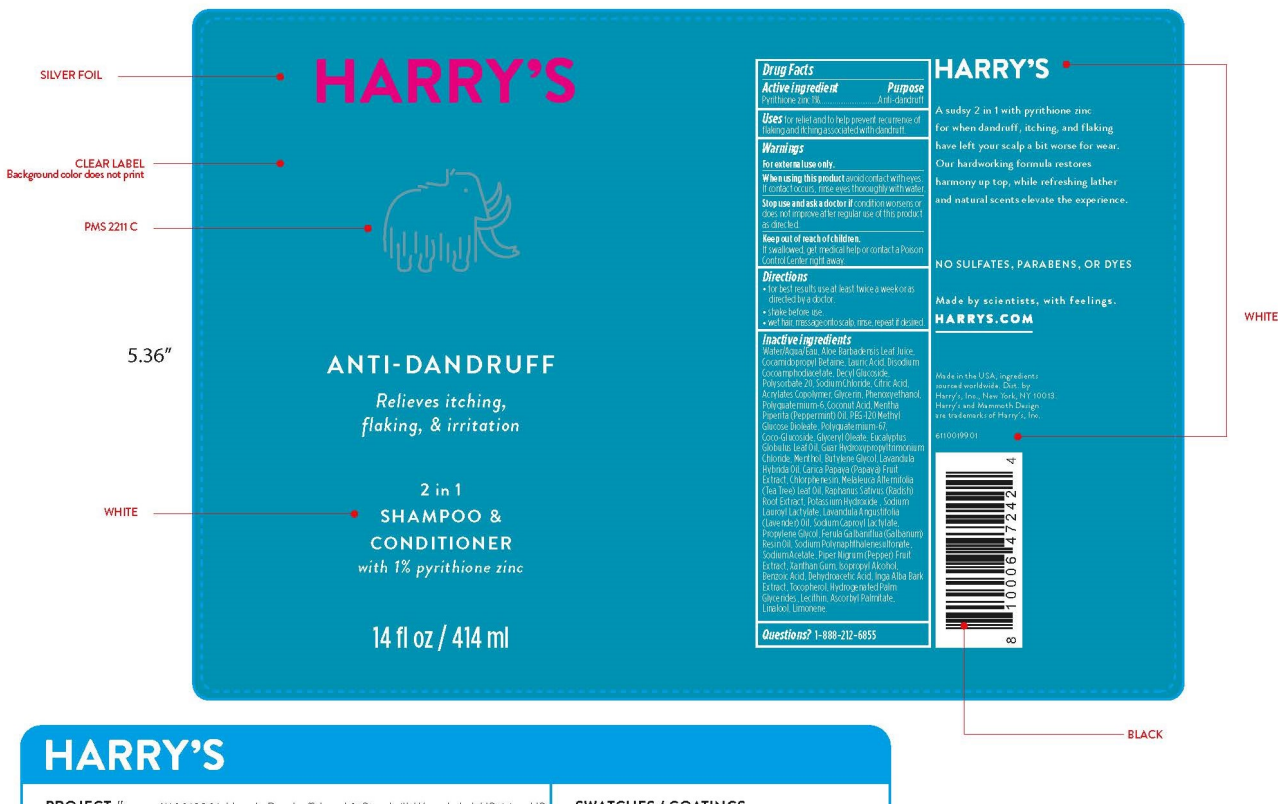 SILVER FOIL
CLEAR LABEL
Background color does not print
PMS 2211 C
5.36"
WHITE
HARRY'S
ANTI-DANDRUFF
Relieves itching,
flaking, & irritation
2 in 1
SHAMPOO &
CONDITIONER
with 1% pyrithione zinc
14 fl oz / 414 ml
Drug Facts
Active ingredient Purpose
Pyrithione zinc 1%..........................Anti-dandruff
Uses for relief and to help prevent recurrence of
flaking and itching associated with dandruff.
Warnings
For external use only.
When using this product avoid contact with eyes.
If contact occurs, rinse eyes thoroughly with water.
Stop use and ask a doctor if condition worsens or
does not improve after regular use of this product
as directed.
Keep out of reach of children.
If swallowed, get medical help or contact a Poison
Control Center right away.
Directions
• for best results use at least twice a week or as
directed by a doctor.
• shake before use.
• wet hair, massage onto scalp, rinse, repeat if desired
Inactive ingredients
Water/Aqua/Eau, Aloe Barbadensis Leaf Juice,
Cocamidopropyl Betaine, Lauric Acid, Disodium
Cocoamphodiacetate, Decyl Glucoside,
Polysorbate 20, Sodium Chloride, Citric Acid,
Acrylates Copolymer, Glycerin, Phenoxyethanol,
Polyquaternium-6, Coconut Acid, Mentha
Piperita (Peppermint) Oil, PEG-120 Methyl
Glucose Dioleate, Polyquaternium-67,
Coco-Glucoside, Glyceryl Oleate, Eucalyptus
Globulus Leaf Oil, Guar Hydroxypropyltrimonium
Chloride, Menthol, Butylene Glycol, Lavandula
Hybrida Oil, Carica Papaya (Papaya) Fruit
Extract, Chlorphenesin, Melaleuca Alternifolia
(Tea Tree) Leaf Oil, Raphanus Sativus (Radish)
Root Extract, Potassium Hydroxide , Sodium
Lauroyl Lactylate, Lavandula Angustifolia
(Lavender) Oil, Sodium Caproyl Lactylate,
Propylene Glycol, Ferula Galbaniflua (Galbanum)
Resin Oil, Sodium Polynaphthalenesulfonate,
Sodium Acetate, Piper Nigrum (Pepper) Fruit
Extract, Xanthan Gum, Isopropyl Alcohol,
Benzoic Acid, Dehydroacetic Acid, Inga Alba Bark
Extract, Tocopherol, Hydrogenated Palm
Glycerides, Lecithin, Ascorbyl Palmitate,
Linalool, Limonene.
Questions? 1-888-212-6855
HARRY'S
A sudsy 2 in 1 with pyrithione zinc
for when dandruff, itching, and flaking
have left your scalp a bit worse for wear.
Our hardworking formula restores
harmony up top, while refreshing lather
and natural scents elevate the experience.
NO SULFATES, PARABENS, OR DYES
Made by scientists, with feelings.
HARRYS.COM
Made in the USA, ingredients
sourced worldwide. Dist. by
Harry's, Inc., New York, NY 10013.
Harry's and Mammoth Design
are trademarks of Harry's, Inc.
6110019901
8 10006 47242 4
WHITE
BLACK
HARRY'S
PROJECT #
SWATCHES / COATINGS